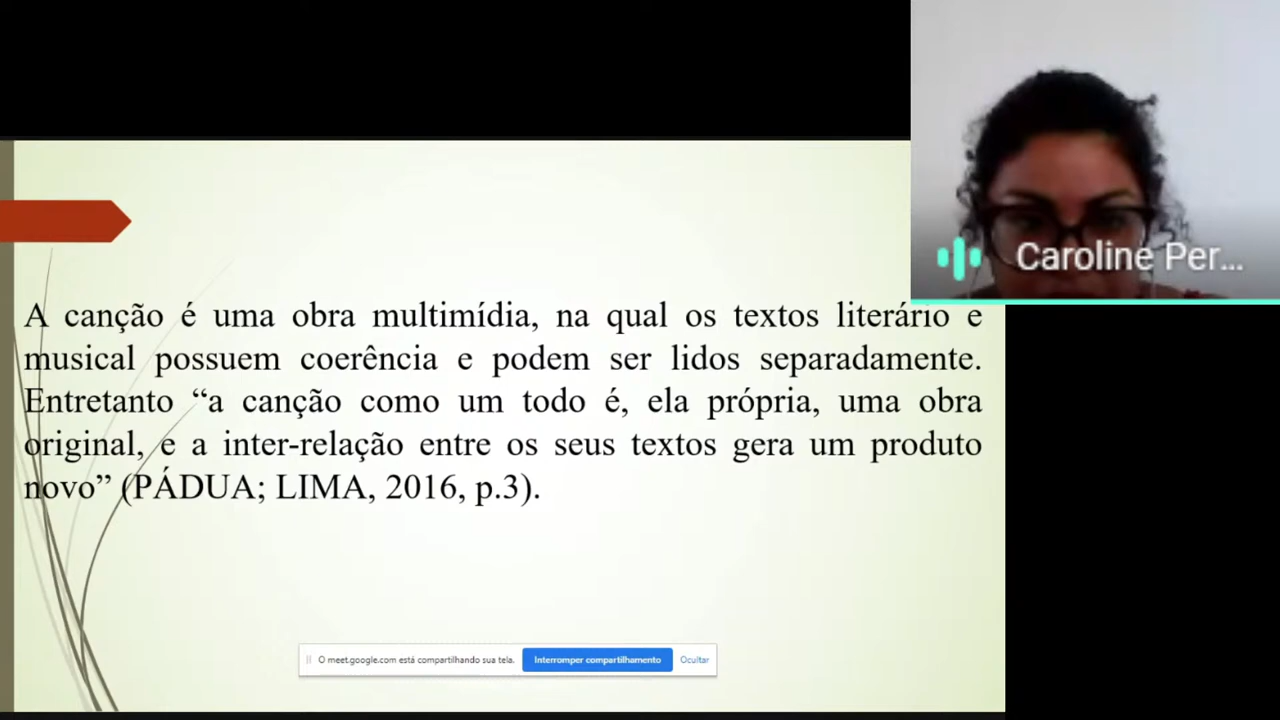 Caroline Per...
A canção é uma obra multimídia, na qual os textos literário e
musical possuem coerência e podem ser lidos separadamente.
Entretanto “a canção como um todo é, ela própria, uma obra
original, e a inter-relação entre os seus textos gera um produto
novo” (PÁDUA; LIMA, 2016, p.3).
O meet.google.com está compartilhando sua tela. Interromper compartilhamento Ocultar